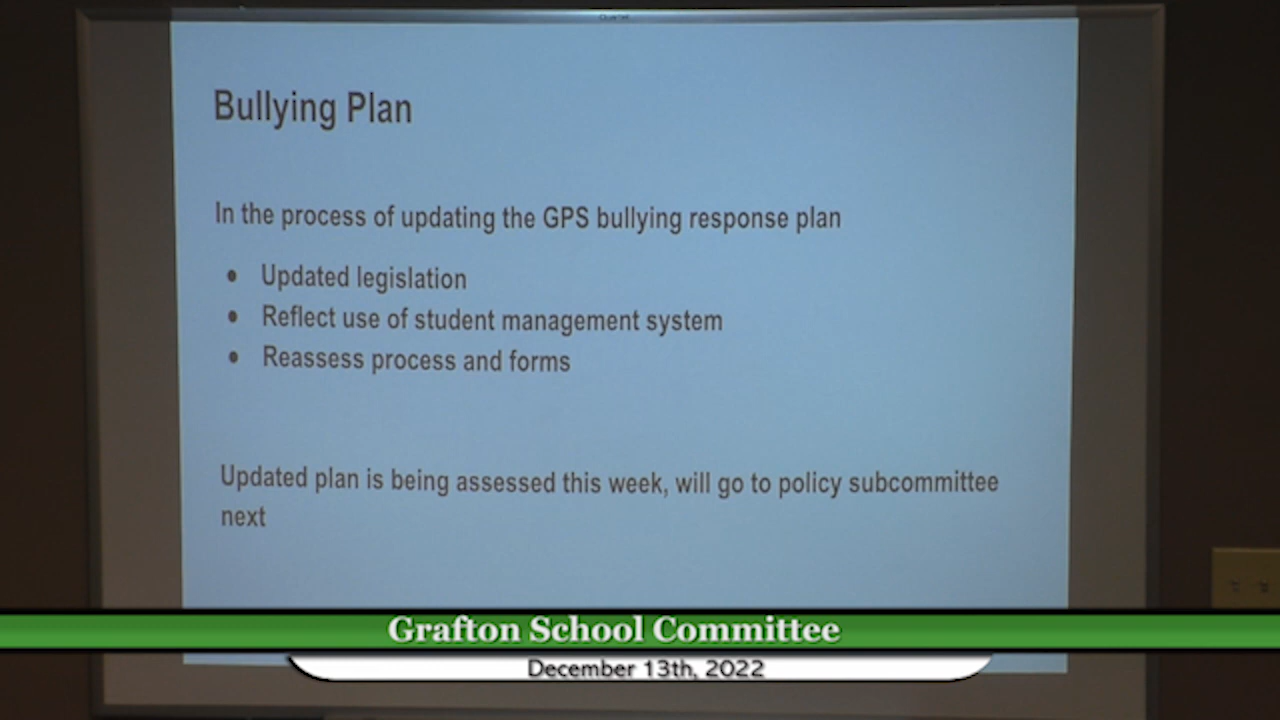 Bullying Plan
In the process of updating the GPS bullying response plan
• Updated legislation
• Reflect use of student management system
• Reassess process and forms
Updated plan is being assessed this week, will go to policy subcommittee
next
Grafton School Committee
December 13th, 2022